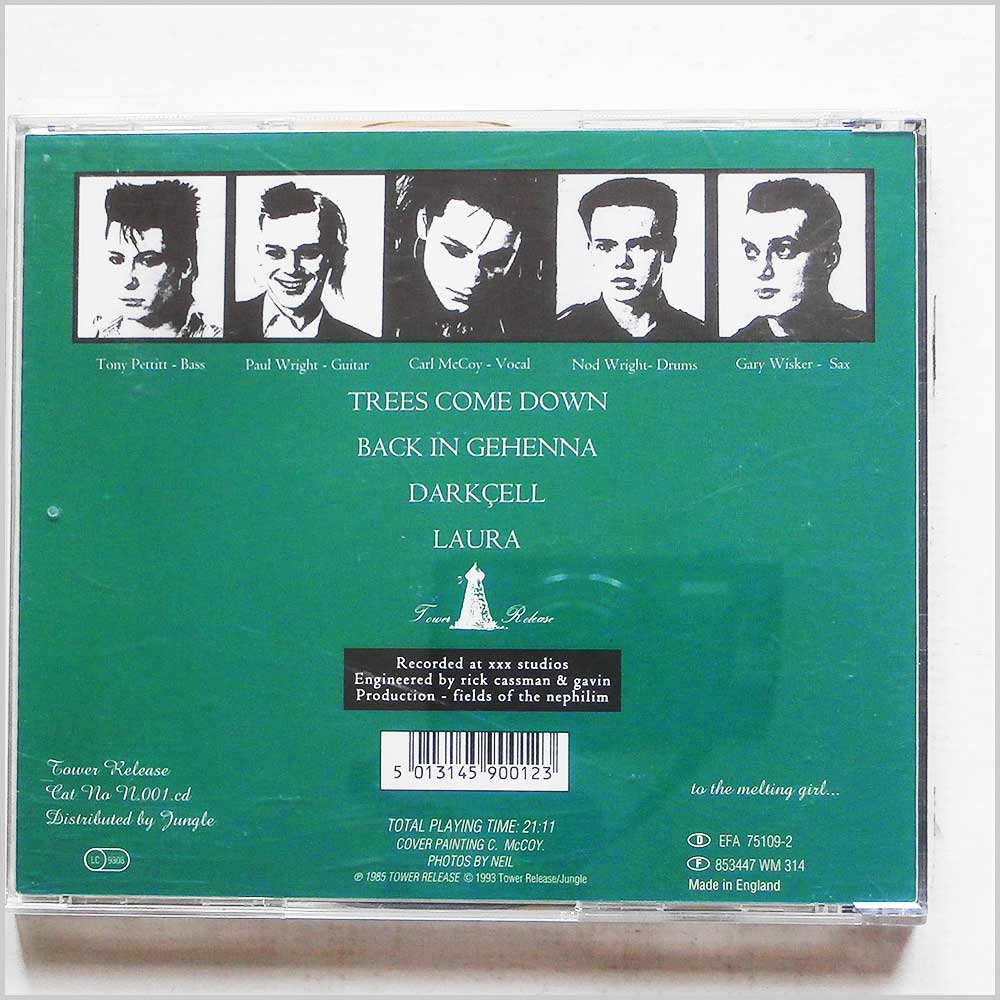 Tony Pettitt - Bass
Paul Wright - Guitar
Carl McCoy - Vocal
Nod Wright- Drums
Gary Wisker - Sax
TREES COME DOWN
BACK IN GEHENNA
DARKÇELL
LAURA
Tower Release
Recorded at xxx studios
Engineered by rick cassman & gavin
Production - fields of the nephilim
5 013145 900123
Tower Release
Cat No N.001.cd
Distributed by Jungle
LC 9306
to the melting girl...
TOTAL PLAYING TIME: 21:11
COVER PAINTING C. McCOY.
PHOTOS BY NEIL
℗ 1985 TOWER RELEASE © 1993 Tower Release/Jungle
D EFA 75109-2
F 853447 WM 314
Made in England